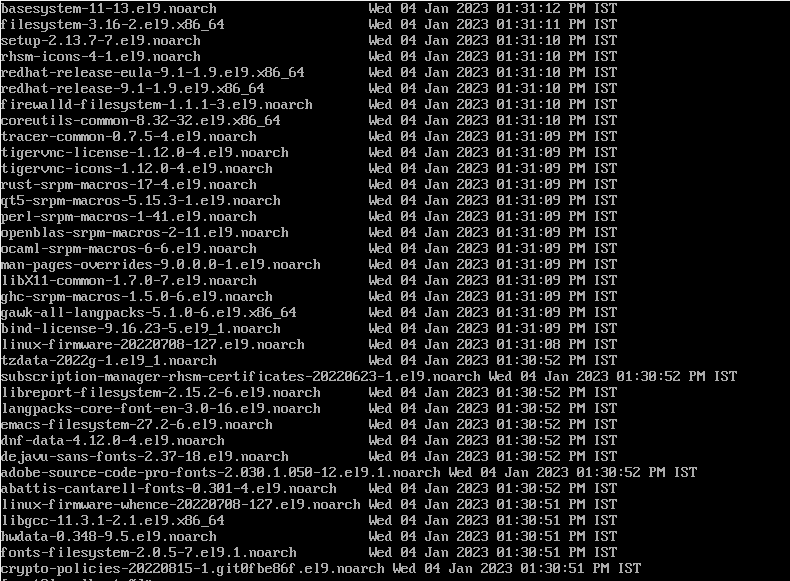 basesystem-11-13.el9.noarch Wed 04 Jan 2023 01:31:12 PM IST
filesystem-3.16-2.el9.x86_64 Wed 04 Jan 2023 01:31:11 PM IST
setup-2.13.7-7.el9.noarch Wed 04 Jan 2023 01:31:10 PM IST
rhsm-icons-4-1.el9.noarch Wed 04 Jan 2023 01:31:10 PM IST
redhat-release-eula-9.1-1.9.el9.x86_64 Wed 04 Jan 2023 01:31:10 PM IST
redhat-release-9.1-1.9.el9.x86_64 Wed 04 Jan 2023 01:31:10 PM IST
firewalld-filesystem-1.1.1-3.el9.noarch Wed 04 Jan 2023 01:31:10 PM IST
coreutils-common-8.32-32.el9.x86_64 Wed 04 Jan 2023 01:31:10 PM IST
tracer-common-0.7.5-4.el9.noarch Wed 04 Jan 2023 01:31:09 PM IST
tigervnc-license-1.12.0-4.el9.noarch Wed 04 Jan 2023 01:31:09 PM IST
tigervnc-icons-1.12.0-4.el9.noarch Wed 04 Jan 2023 01:31:09 PM IST
rust-srpm-macros-17-4.el9.noarch Wed 04 Jan 2023 01:31:09 PM IST
qt5-srpm-macros-5.15.3-1.el9.noarch Wed 04 Jan 2023 01:31:09 PM IST
perl-srpm-macros-1-41.el9.noarch Wed 04 Jan 2023 01:31:09 PM IST
openblas-srpm-macros-2-11.el9.noarch Wed 04 Jan 2023 01:31:09 PM IST
ocaml-srpm-macros-6-6.el9.noarch Wed 04 Jan 2023 01:31:09 PM IST
man-pages-overrides-9.0.0.0-1.el9.noarch Wed 04 Jan 2023 01:31:09 PM IST
libX11-common-1.7.0-7.el9.noarch Wed 04 Jan 2023 01:31:09 PM IST
ghc-srpm-macros-1.5.0-6.el9.noarch Wed 04 Jan 2023 01:31:09 PM IST
gawk-all-langpacks-5.1.0-6.el9.x86_64 Wed 04 Jan 2023 01:31:09 PM IST
bind-license-9.16.23-5.el9_1.noarch Wed 04 Jan 2023 01:31:09 PM IST
linux-firmware-20220708-127.el9.noarch Wed 04 Jan 2023 01:31:08 PM IST
tzdata-2022g-1.el9_1.noarch Wed 04 Jan 2023 01:30:52 PM IST
subscription-manager-rhsm-certificates-20220623-1.el9.noarch Wed 04 Jan 2023 01:30:52 PM IST
libreport-filesystem-2.15.2-6.el9.noarch Wed 04 Jan 2023 01:30:52 PM IST
langpacks-core-font-en-3.0-16.el9.noarch Wed 04 Jan 2023 01:30:52 PM IST
emacs-filesystem-27.2-6.el9.noarch Wed 04 Jan 2023 01:30:52 PM IST
dnf-data-4.12.0-4.el9.noarch Wed 04 Jan 2023 01:30:52 PM IST
dejavu-sans-fonts-2.37-18.el9.noarch Wed 04 Jan 2023 01:30:52 PM IST
adobe-source-code-pro-fonts-2.030.1.050-12.el9.1.noarch Wed 04 Jan 2023 01:30:52 PM IST
abattis-cantarell-fonts-0.301-4.el9.noarch Wed 04 Jan 2023 01:30:52 PM IST
linux-firmware-whence-20220708-127.el9.noarch Wed 04 Jan 2023 01:30:51 PM IST
libgcc-11.3.1-2.1.el9.x86_64 Wed 04 Jan 2023 01:30:51 PM IST
hwdata-0.348-9.5.el9.noarch Wed 04 Jan 2023 01:30:51 PM IST
fonts-filesystem-2.0.5-7.el9.1.noarch Wed 04 Jan 2023 01:30:51 PM IST
crypto-policies-20220815-1.git0fbe86f.el9.noarch Wed 04 Jan 2023 01:30:51 PM IST